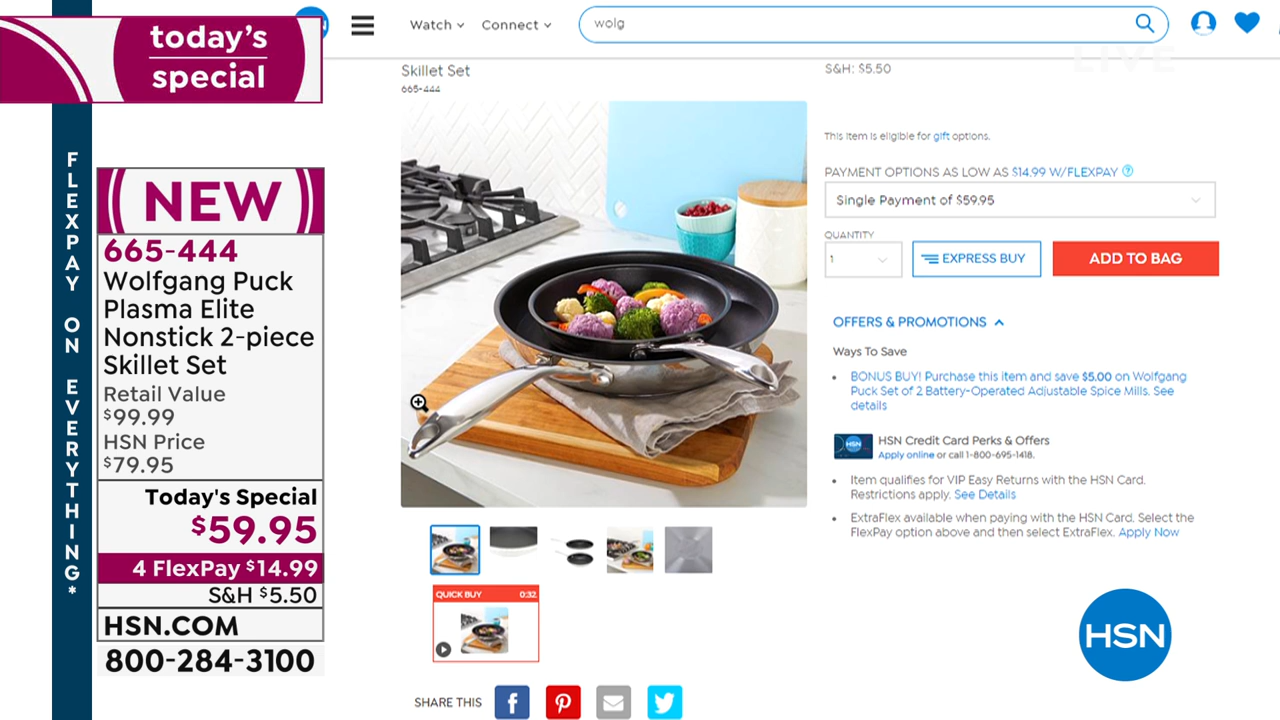 today's
special
FLEXPAY ON EVERYTHING*
NEW
665-444
Wolfgang Puck
Plasma Elite
Nonstick 2-piece
Skillet Set
Retail Value
$99.99
HSN Price
$79.95
Today's Special
$59.95
4 FlexPay $14.99
S&H $5.50
HSN.COM
800-284-3100
Watch Connect
wolg
LIVE
Skillet Set
665-444
S&H: $5.50
This item is eligible for gift options.
PAYMENT OPTIONS AS LOW AS $14.99 W/FLEXPAY ?
Single Payment of $59.95
QUANTITY
1
EXPRESS BUY
ADD TO BAG
OFFERS & PROMOTIONS
Ways To Save
• BONUS BUY! Purchase this item and save $5.00 on Wolfgang
Puck Set of 2 Battery-Operated Adjustable Spice Mills. See
details
HSN
HSN Credit Card Perks & Offers
Apply online or call 1-800-695-1418.
• Item qualifies for VIP Easy Returns with the HSN Card.
Restrictions apply. See Details
• ExtraFlex available when paying with the HSN Card. Select the
FlexPay option above and then select ExtraFlex. Apply Now
QUICK BUY 0:32
SHARE THIS
HSN